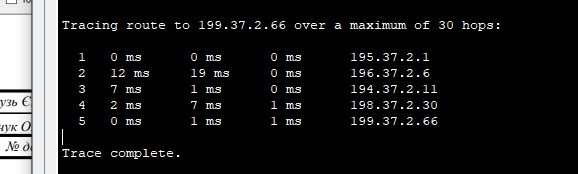 Tracing route to 199.37.2.66 over a maximum of 30 hops:
1 0 ms 0 ms 0 ms 195.37.2.1
2 12 ms 19 ms 0 ms 196.37.2.6
3 7 ms 1 ms 0 ms 194.37.2.11
4 2 ms 7 ms 1 ms 198.37.2.30
5 0 ms 1 ms 1 ms 199.37.2.66
Trace complete.
узь Є
чук О
№ д